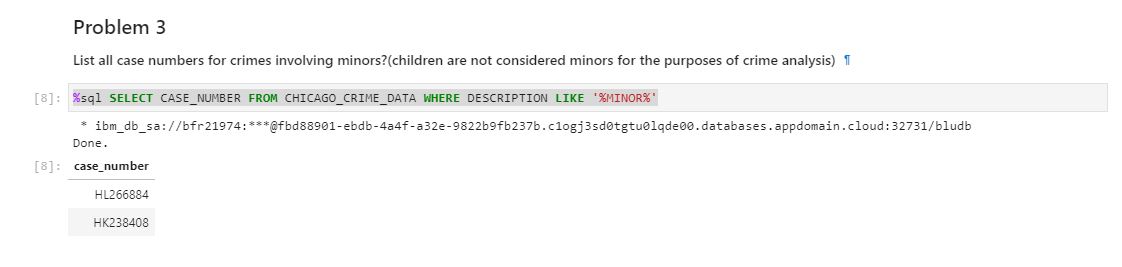 Problem 3
List all case numbers for crimes involving minors?(children are not considered minors for the purposes of crime analysis) ¶
[8]: %sql SELECT CASE_NUMBER FROM CHICAGO_CRIME_DATA WHERE DESCRIPTION LIKE '%MINOR%'
* ibm_db_sa://bfr21974:***@fbd88901-ebdb-4a4f-a32e-9822b9fb237b.c1ogj3sd0tgtu0lqde00.databases.appdomain.cloud:32731/bludb
Done.
[8]: case_number
HL266884
HK238408